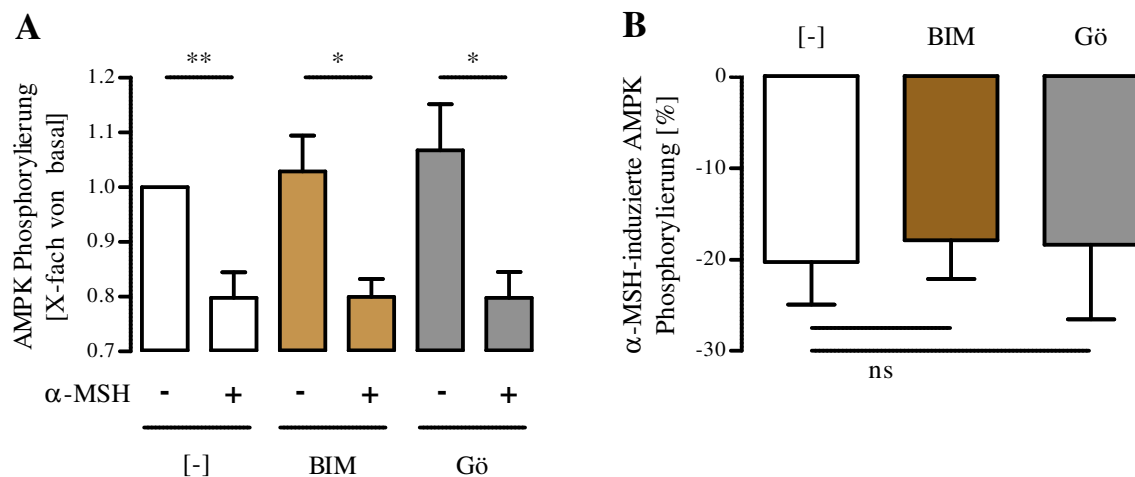 A
AMPK Phosphorylierung
[X-fach von basal]
** * *
1.2
1.1
1.0
0.9
0.8
0.7
α-MSH - + - + - +
[-] BIM Gö
B
α-MSH-induzierte AMPK
Phosphorylierung [%]
[-] BIM Gö
0
-10
-20
-30
ns